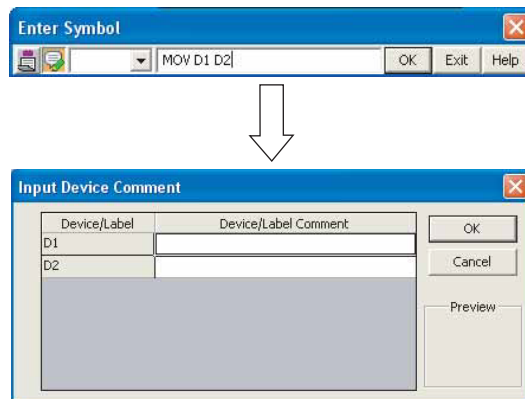 Enter Symbol
MOV D1 D2 OK Exit Help
Input Device Comment
Device/Label Device/Label Comment OK
D1
D2 Cancel
Preview